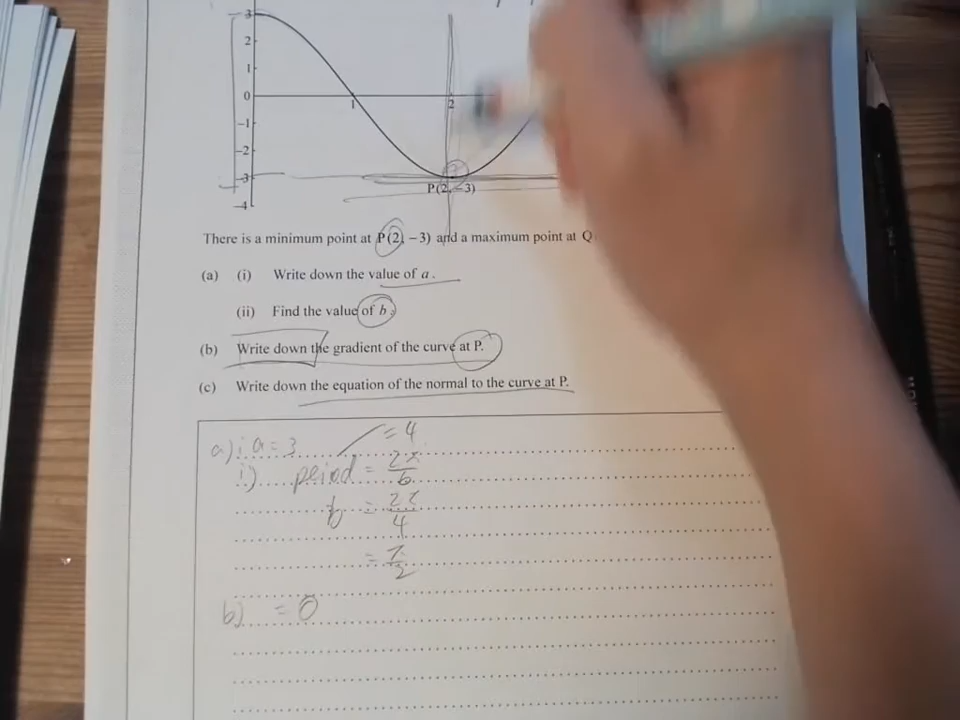 3
2
1
0
1
2
-1
-2
-3
-4
P(2, -3)
There is a minimum point at P(2, -3) and a maximum point at Q
(a) (i) Write down the value of a.
(ii) Find the value of b.
(b) Write down the gradient of the curve at P.
(c) Write down the equation of the normal to the curve at P.
a) i a = 3 = 4
i) period = 2π/b
b = 2π/4
= π/2
b) = 0